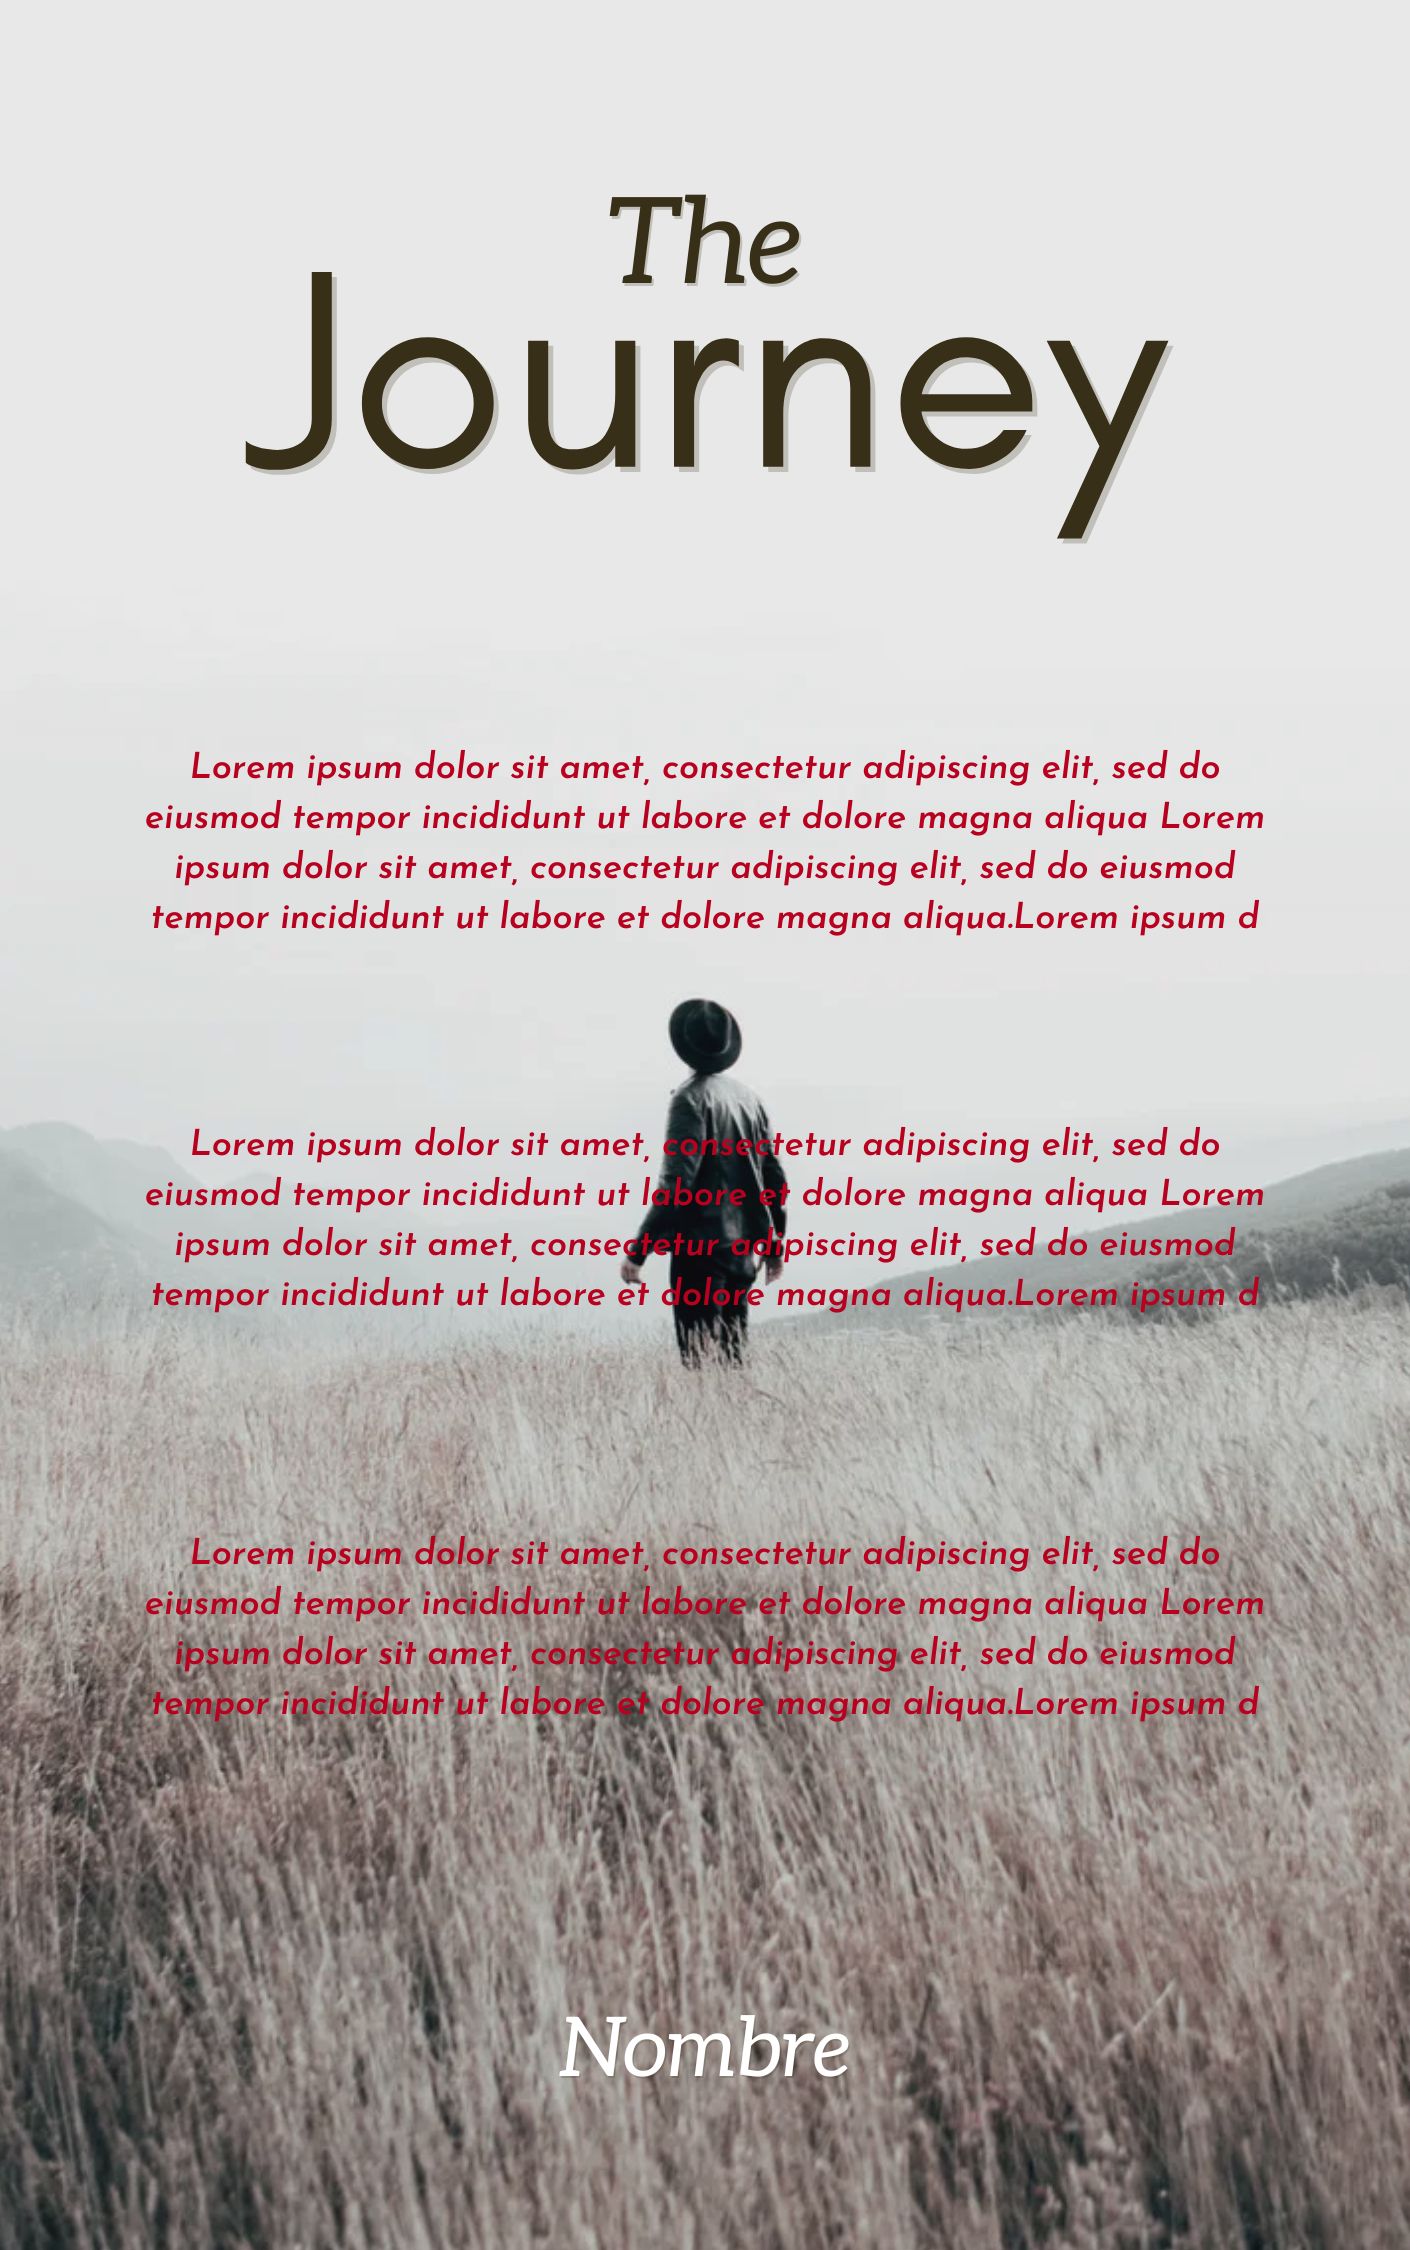 The
Journey
Lorem ipsum dolor sit amet, consectetur adipiscing elit, sed do
eiusmod tempor incididunt ut labore et dolore magna aliqua Lorem
ipsum dolor sit amet, consectetur adipiscing elit, sed do eiusmod
tempor incididunt ut labore et dolore magna aliqua.Lorem ipsum d
Lorem ipsum dolor sit amet, consectetur adipiscing elit, sed do
eiusmod tempor incididunt ut labore et dolore magna aliqua Lorem
ipsum dolor sit amet, consectetur adipiscing elit, sed do eiusmod
tempor incididunt ut labore et dolore magna aliqua.Lorem ipsum d
Lorem ipsum dolor sit amet, consectetur adipiscing elit, sed do
eiusmod tempor incididunt ut labore et dolore magna aliqua Lorem
ipsum dolor sit amet, consectetur adipiscing elit, sed do eiusmod
tempor incididunt ut labore et dolore magna aliqua.Lorem ipsum d
Nombre